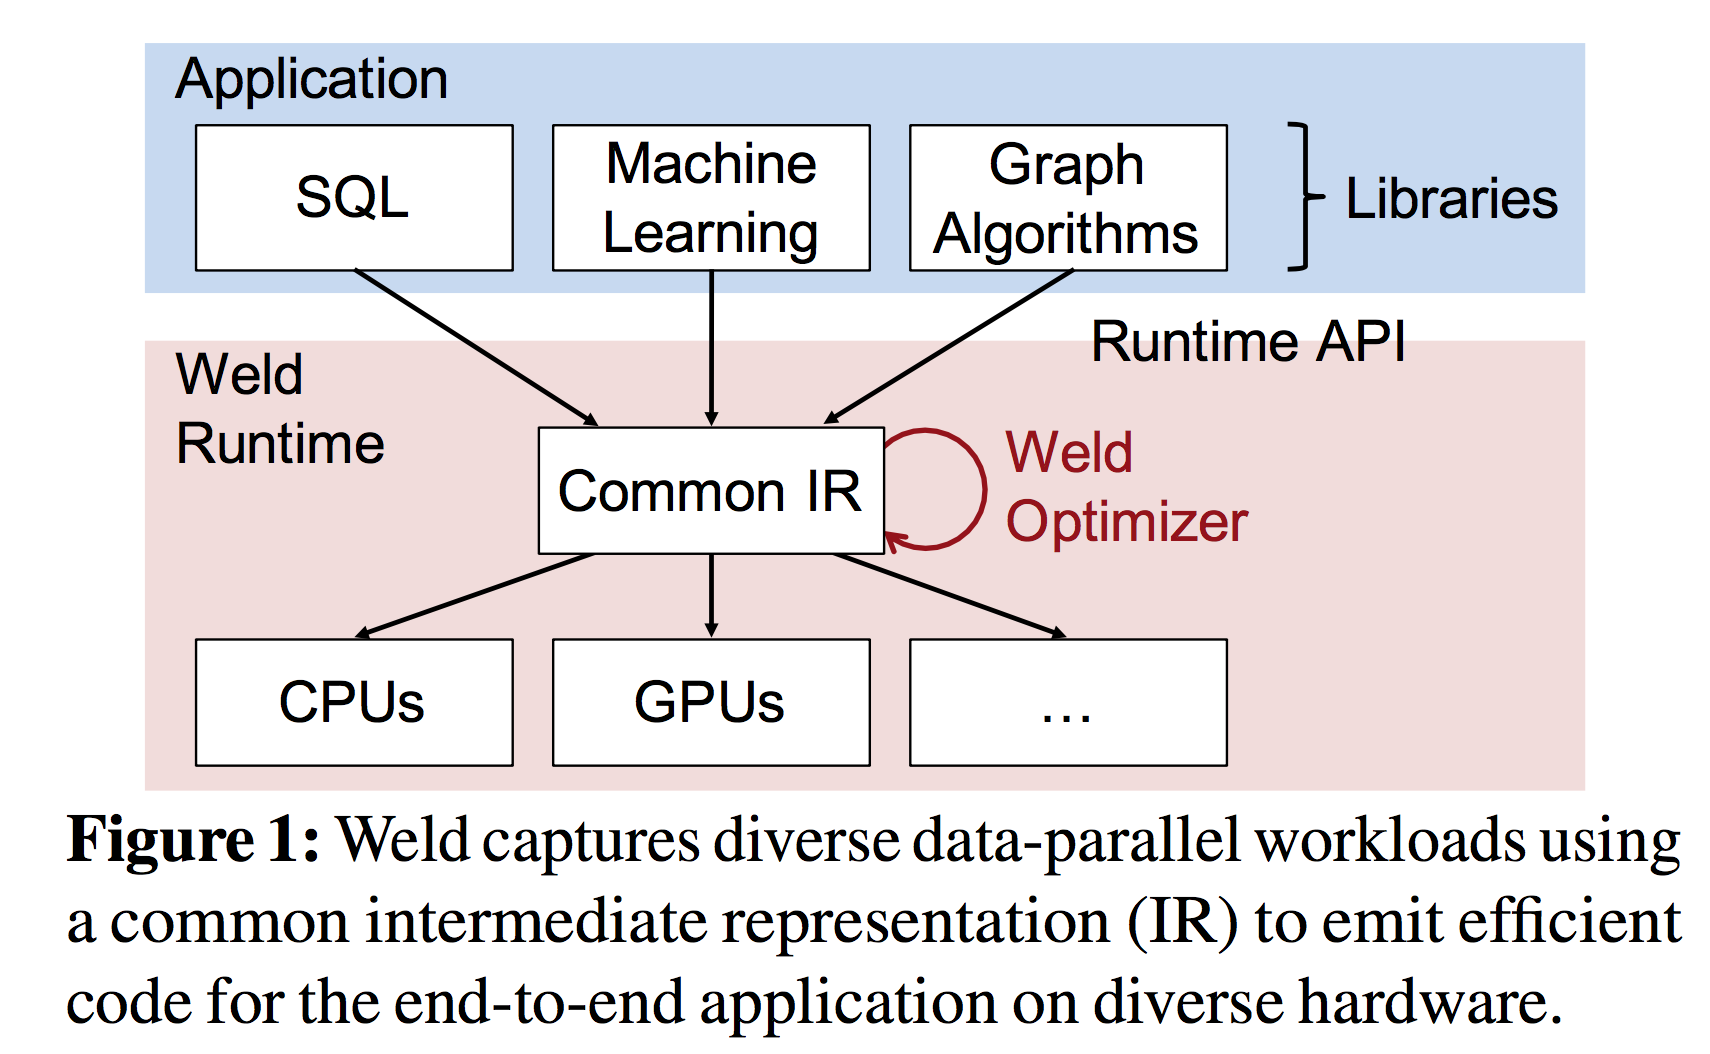 Application
SQL
Machine
Learning
Graph
Algorithms
Libraries
Runtime API
Weld
Runtime
Common IR
Weld
Optimizer
CPUs
GPUs
...
Figure 1: Weld captures diverse data-parallel workloads using
a common intermediate representation (IR) to emit efficient
code for the end-to-end application on diverse hardware.